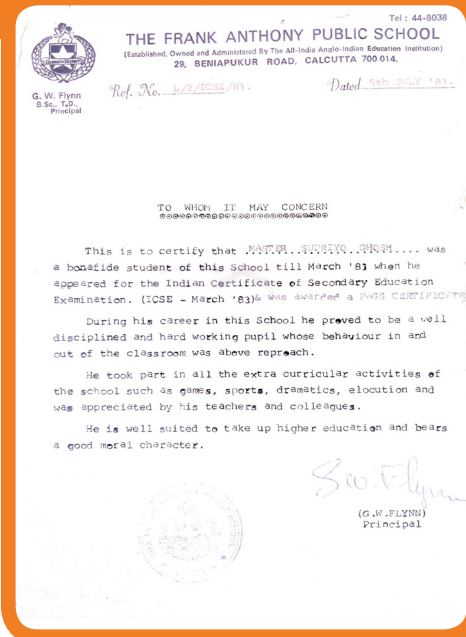 Tel : 44-8038
THE FRANK ANTHONY PUBLIC SCHOOL
(Established, Owned and Administered By The All-India Anglo-Indian Education Institution)
29, BENIAPUKUR ROAD, CALCUTTA 700 014.
G. W. Flynn
B.Sc., T.D.,
Principal
Ref. No. L/2/ICSE/83.
Dated 5th JULY '83.
TO WHOM IT MAY CONCERN
This is to certify that .MASTER..SUPRIYO..GHOSH.... was
a bonafide student of this School till March '83 when he
appeared for the Indian Certificate of Secondary Education
Examination. (ICSE - March '83)& was awarded a PASS CERTIFICATE
During his career in this School he proved to be a well
disciplined and hard working pupil whose behaviour in and
out of the classroom was above reproach.
He took part in all the extra curricular activities of
the school such as games, sports, dramatics, elocution and
was appreciated by his teachers and colleagues.
He is well suited to take up higher education and bears
a good moral character.
G.W. Flynn
(G.W.FLYNN)
Principal